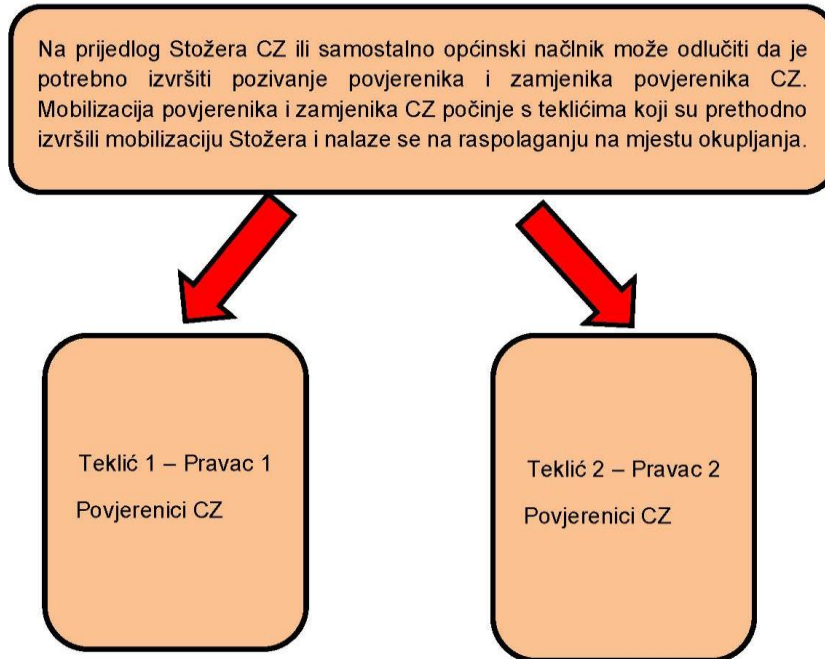 Na prijedlog Stožera CZ ili samostalno općinski načlnik može odlučiti da je
potrebno izvršiti pozivanje povjerenika i zamjenika povjerenika CZ.
Mobilizacija povjerenika i zamjenika CZ počinje s teklićima koji su prethodno
izvršili mobilizaciju Stožera i nalaze se na raspolaganju na mjestu okupljanja.
Teklić 1 – Pravac 1
Povjerenici CZ
Teklić 2 – Pravac 2
Povjerenici CZ